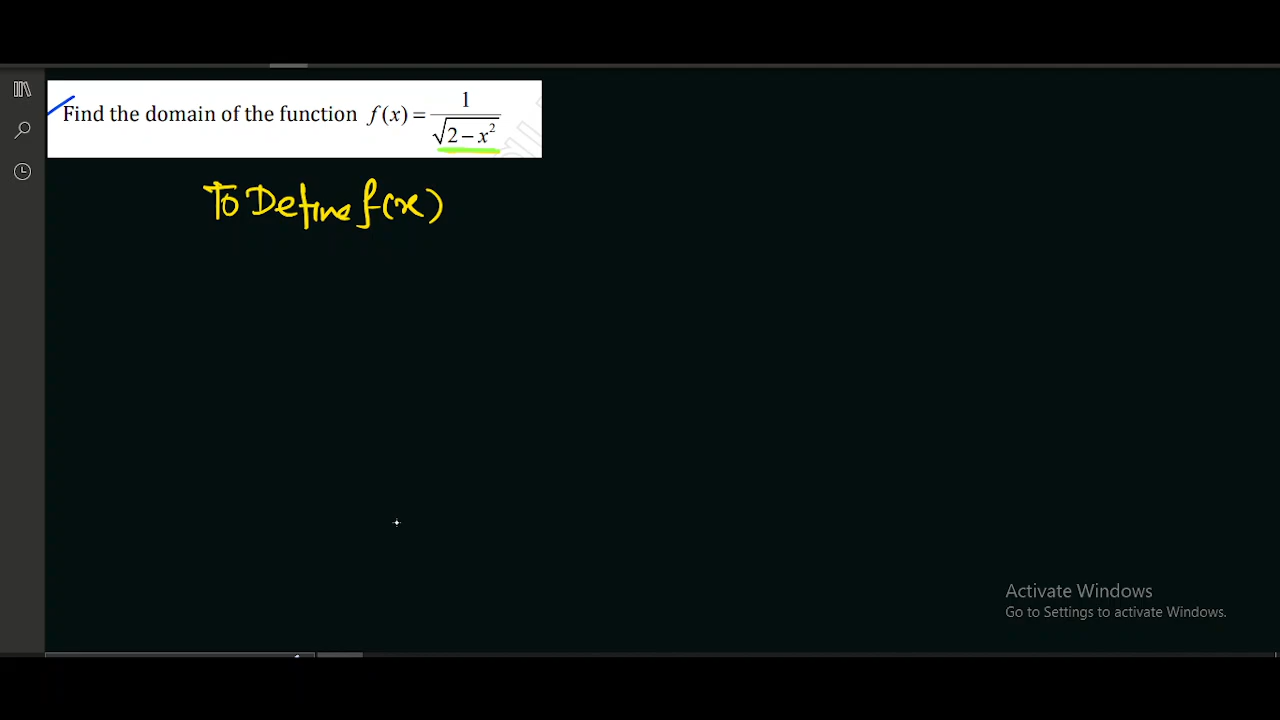 Find the domain of the function f(x) = 1/√(2 − x²)
To Define f(x)
Activate Windows
Go to Settings to activate Windows.